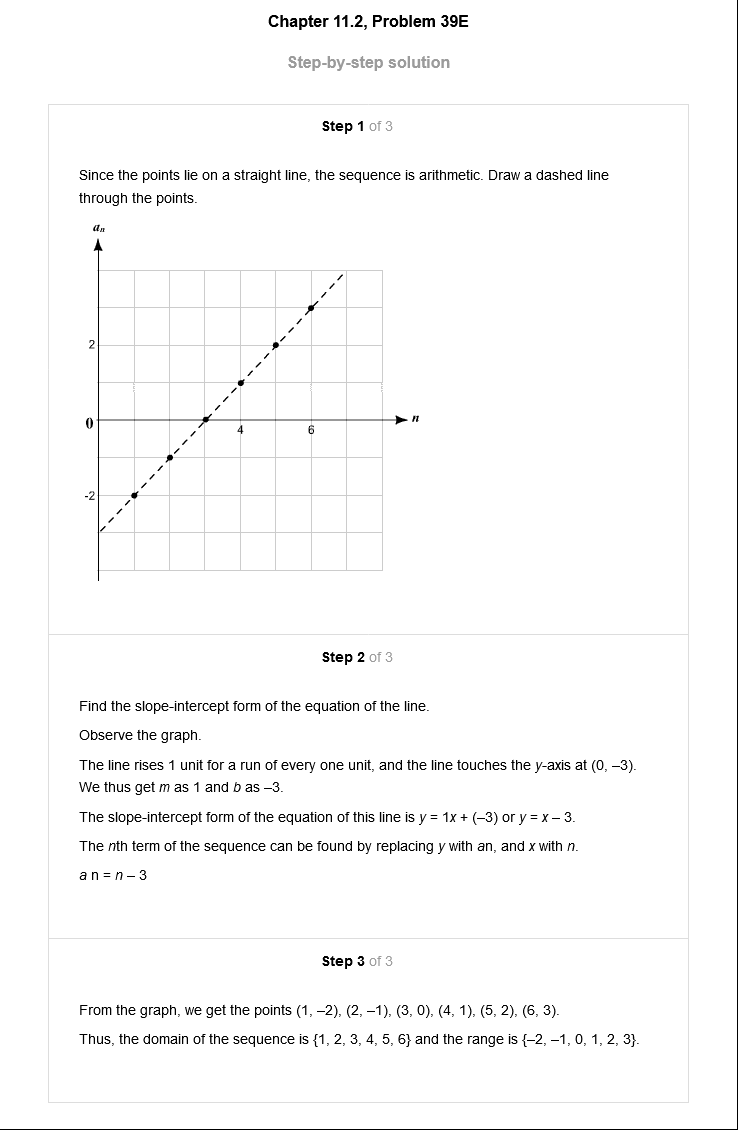 Chapter 11.2, Problem 39E
Step-by-step solution
Step 1 of 3
Since the points lie on a straight line, the sequence is arithmetic. Draw a dashed line
through the points.
an
2
0
4
6
n
-2
Step 2 of 3
Find the slope-intercept form of the equation of the line.
Observe the graph.
The line rises 1 unit for a run of every one unit, and the line touches the y-axis at (0, –3).
We thus get m as 1 and b as –3.
The slope-intercept form of the equation of this line is y = 1x + (–3) or y = x – 3.
The nth term of the sequence can be found by replacing y with an, and x with n.
a n = n – 3
Step 3 of 3
From the graph, we get the points (1, –2), (2, –1), (3, 0), (4, 1), (5, 2), (6, 3).
Thus, the domain of the sequence is {1, 2, 3, 4, 5, 6} and the range is {–2, –1, 0, 1, 2, 3}.